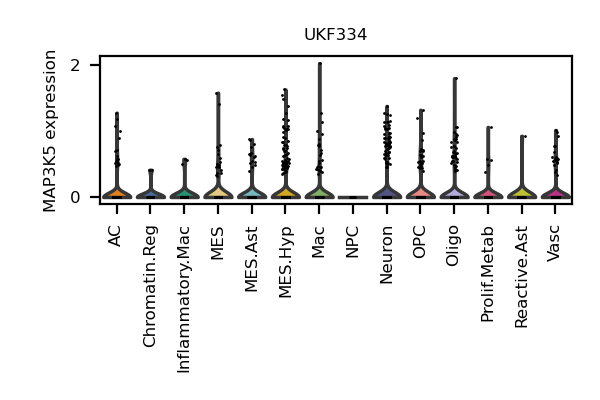 UKF334
MAP3K5 expression
2
0
AC
Chromatin.Reg
Inflammatory.Mac
MES
MES.Ast
MES.Hyp
Mac
NPC
Neuron
OPC
Oligo
Prolif.Metab
Reactive.Ast
Vasc